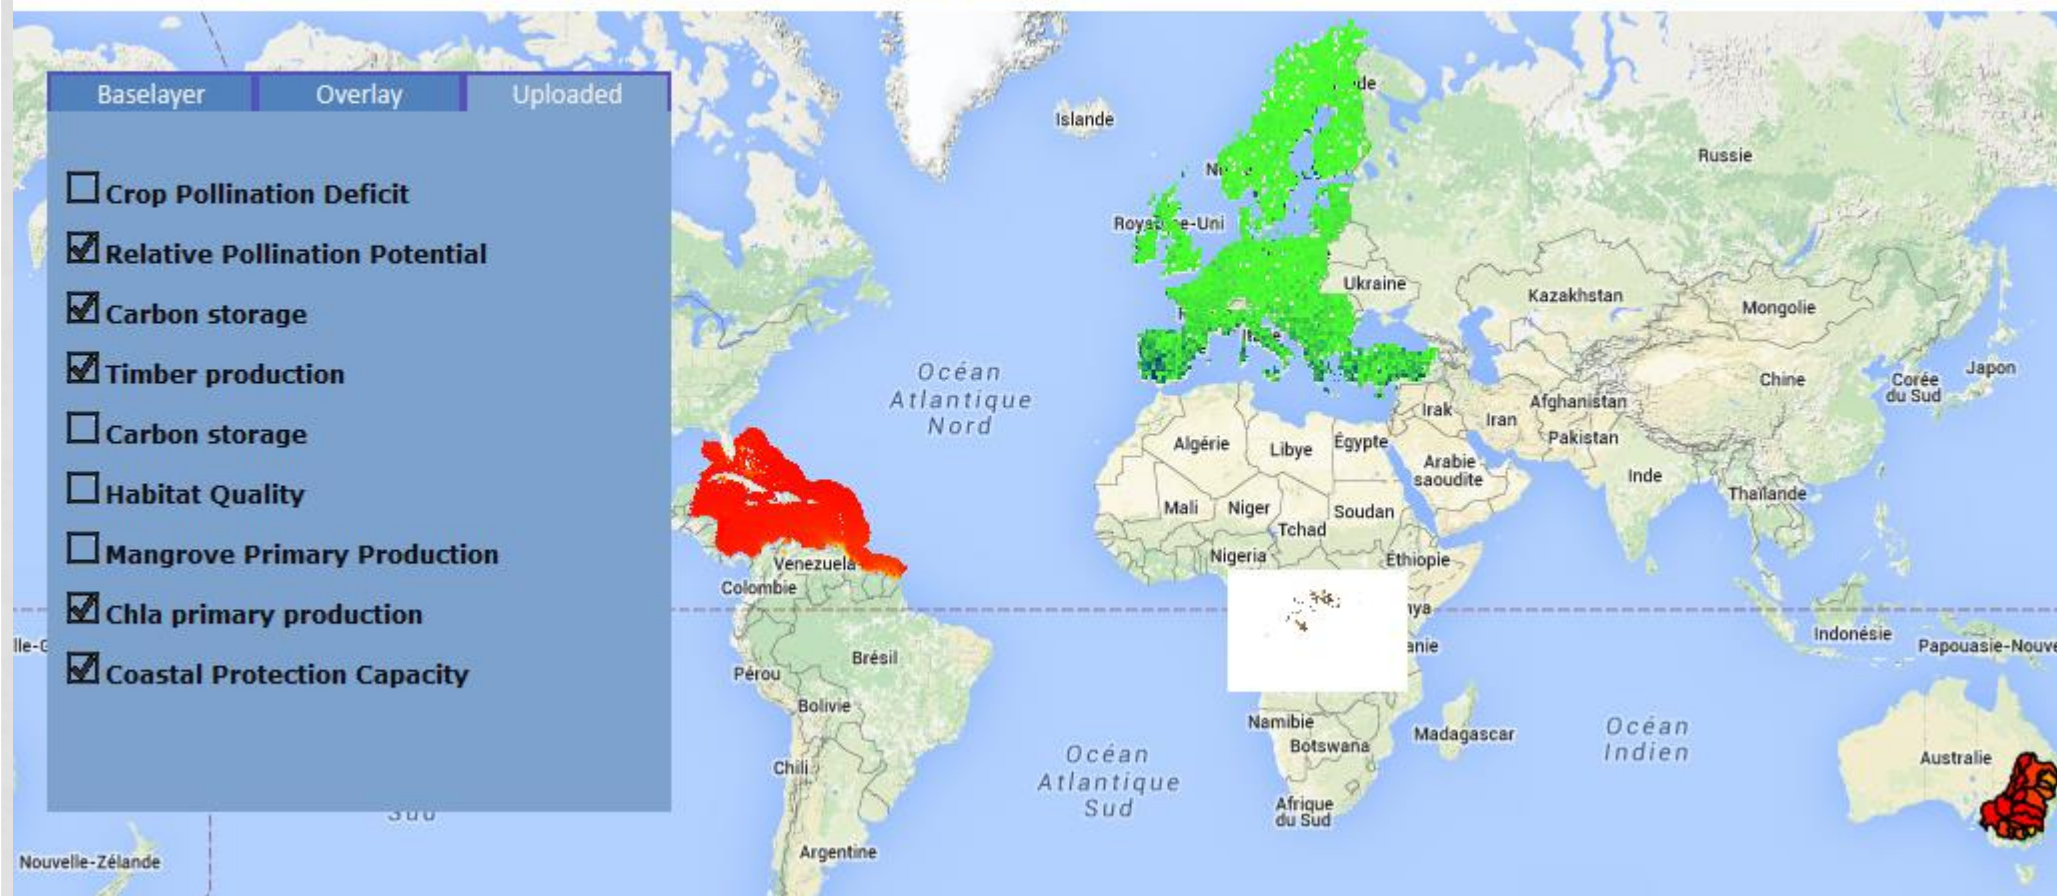 Baselayer
Overlay
Uploaded
Crop Pollination Deficit
Relative Pollination Potential
Carbon storage
Timber production
Carbon storage
Habitat Quality
Mangrove Primary Production
Chla primary production
Coastal Protection Capacity
Islande
Russie
Ukraine
Kazakhstan
Mongolie
Océan
Atlantique
Nord
Chine
Corée
du Sud
Japon
Irak
Iran
Afghanistan
Pakistan
Algérie
Libye
Égypte
Arabie
saoudite
Inde
Thaïlande
Mali
Niger
Tchad
Soudan
Nigeria
Éthiopie
Venezuela
Colombie
Brésil
Pérou
Bolivie
Indonésie
Papouasie-Nouve
Namibie
Botswana
Madagascar
Océan
Indien
Océan
Atlantique
Sud
Chili
Afrique
du Sud
Australie
Argentine
Nouvelle-Zélande